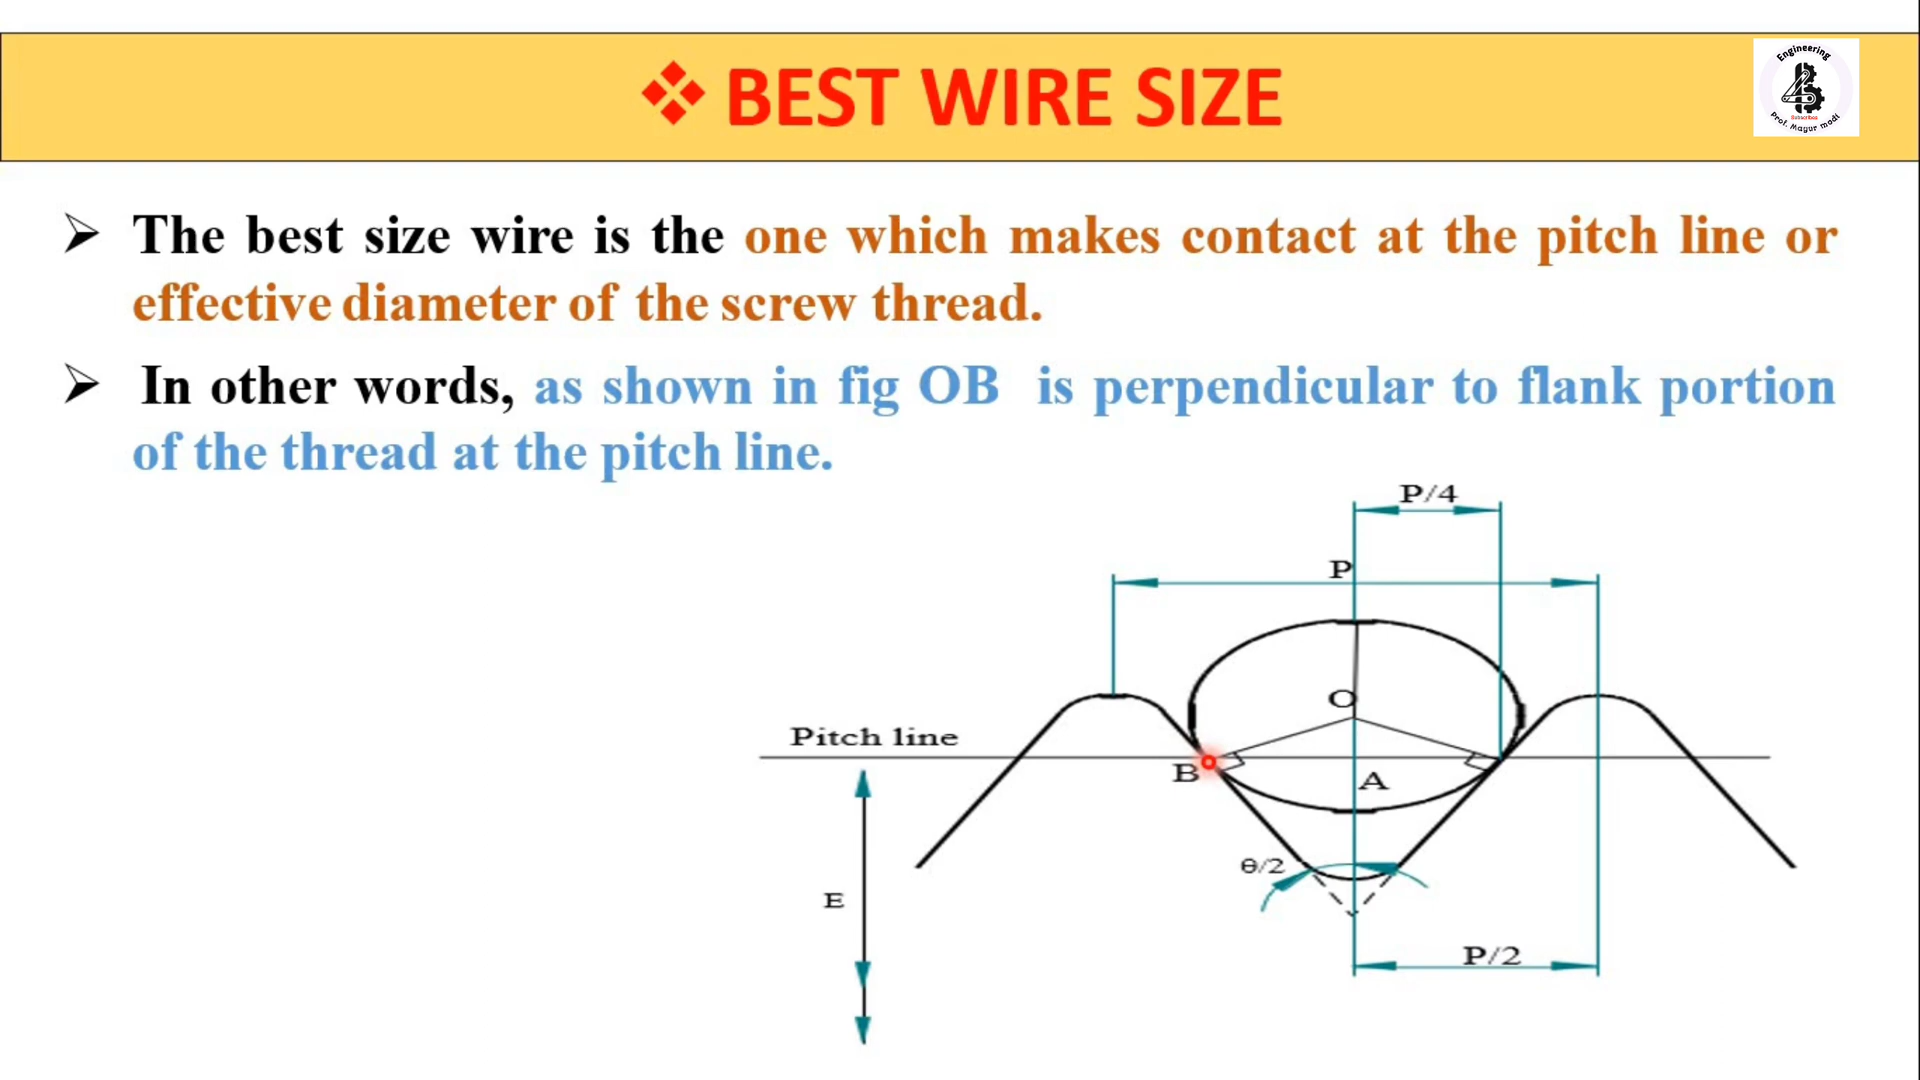 BEST WIRE SIZE
Engineering
Subscribes
Prof. Mayur modi
The best size wire is the one which makes contact at the pitch line or
effective diameter of the screw thread.
In other words, as shown in fig OB is perpendicular to flank portion
of the thread at the pitch line.
P/4
P
O
Pitch line
B
A
θ/2
E
P/2